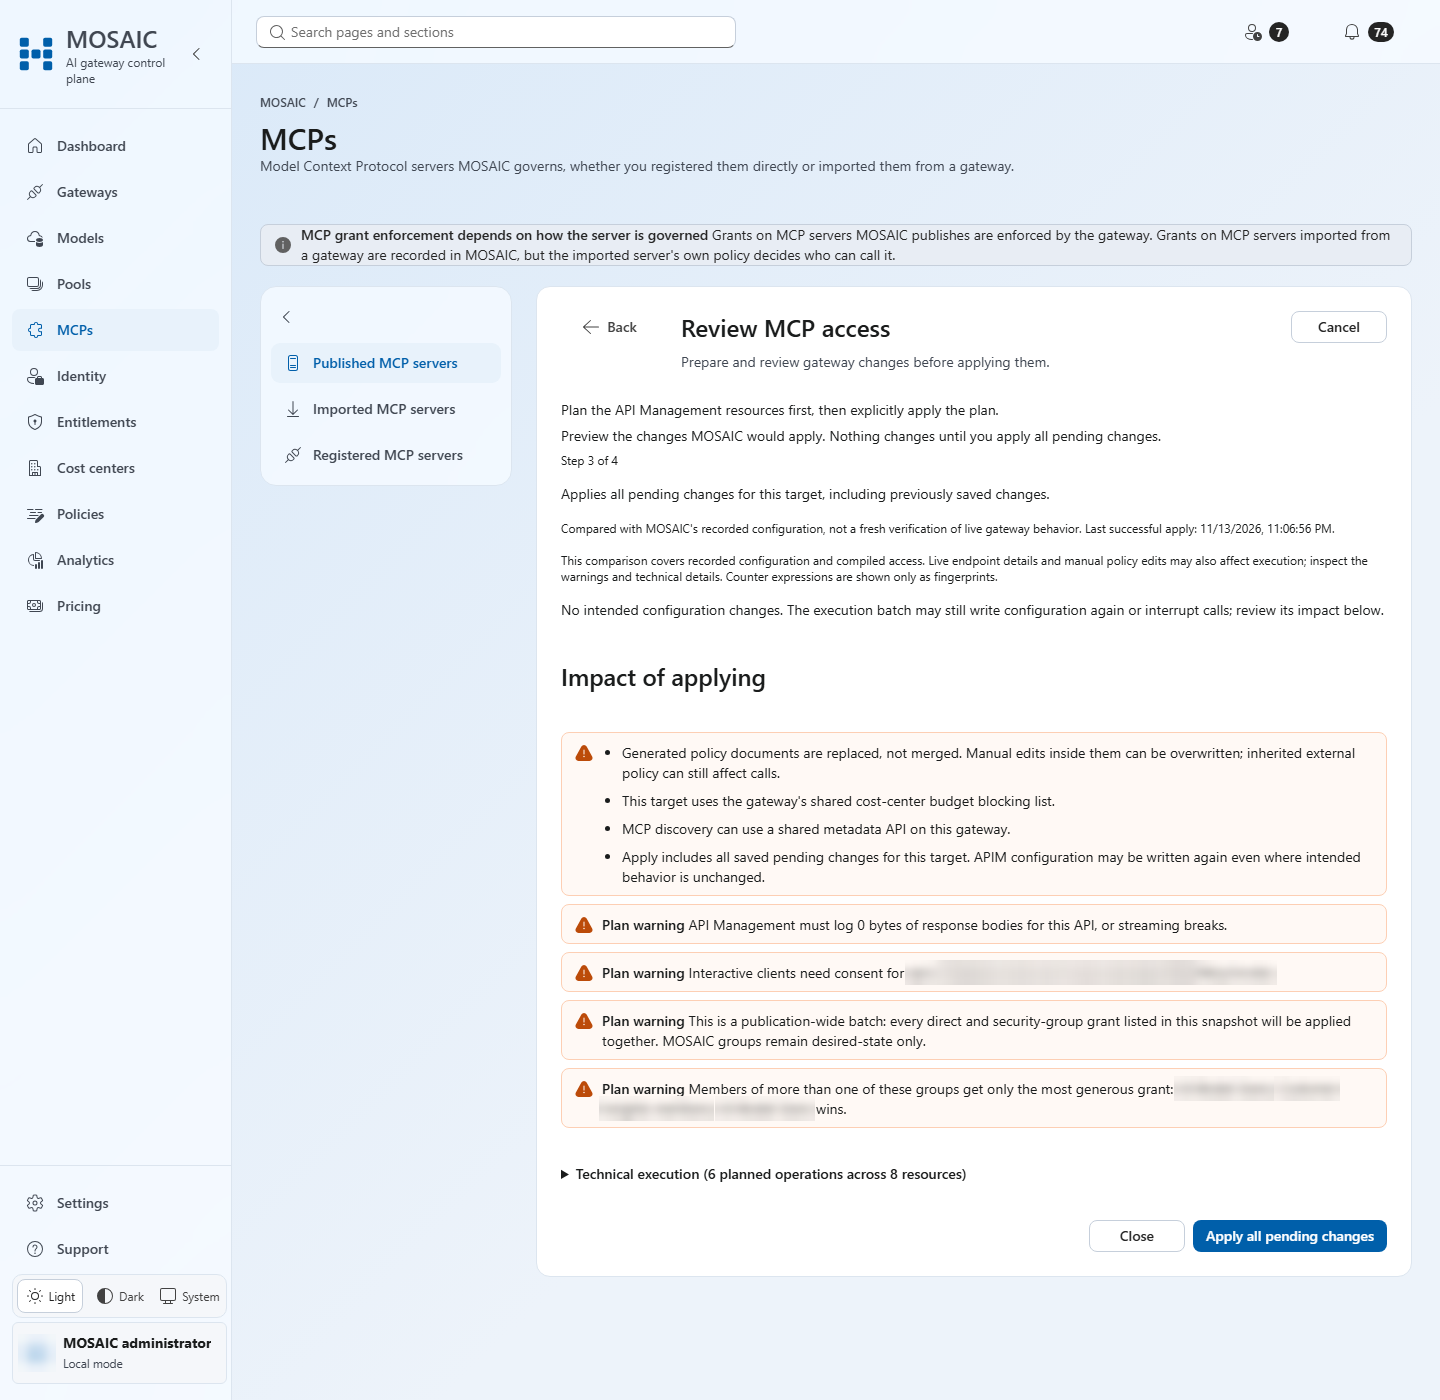 MOSAIC
AI gateway control
plane
Search pages and sections
7
74
Dashboard
Gateways
Models
Pools
MCPs
Identity
Entitlements
Cost centers
Policies
Analytics
Pricing
Settings
Support
Light
Dark
System
MOSAIC administrator
Local mode
MOSAIC / MCPs
MCPs
Model Context Protocol servers MOSAIC governs, whether you registered them directly or imported them from a gateway.
MCP grant enforcement depends on how the server is governed Grants on MCP servers MOSAIC publishes are enforced by the gateway. Grants on MCP servers imported from
a gateway are recorded in MOSAIC, but the imported server's own policy decides who can call it.
Published MCP servers
Imported MCP servers
Registered MCP servers
Back
Review MCP access
Cancel
Prepare and review gateway changes before applying them.
Plan the API Management resources first, then explicitly apply the plan.
Preview the changes MOSAIC would apply. Nothing changes until you apply all pending changes.
Step 3 of 4
Applies all pending changes for this target, including previously saved changes.
Compared with MOSAIC's recorded configuration, not a fresh verification of live gateway behavior. Last successful apply: 11/13/2026, 11:06:56 PM.
This comparison covers recorded configuration and compiled access. Live endpoint details and manual policy edits may also affect execution; inspect the
warnings and technical details. Counter expressions are shown only as fingerprints.
No intended configuration changes. The execution batch may still write configuration again or interrupt calls; review its impact below.
Impact of applying
• Generated policy documents are replaced, not merged. Manual edits inside them can be overwritten; inherited external
policy can still affect calls.
• This target uses the gateway's shared cost-center budget blocking list.
• MCP discovery can use a shared metadata API on this gateway.
• Apply includes all saved pending changes for this target. APIM configuration may be written again even where intended
behavior is unchanged.
Plan warning API Management must log 0 bytes of response bodies for this API, or streaming breaks.
Plan warning Interactive clients need consent for
Plan warning This is a publication-wide batch: every direct and security-group grant listed in this snapshot will be applied
together. MOSAIC groups remain desired-state only.
Plan warning Members of more than one of these groups get only the most generous grant:
wins.
Technical execution (6 planned operations across 8 resources)
Close
Apply all pending changes